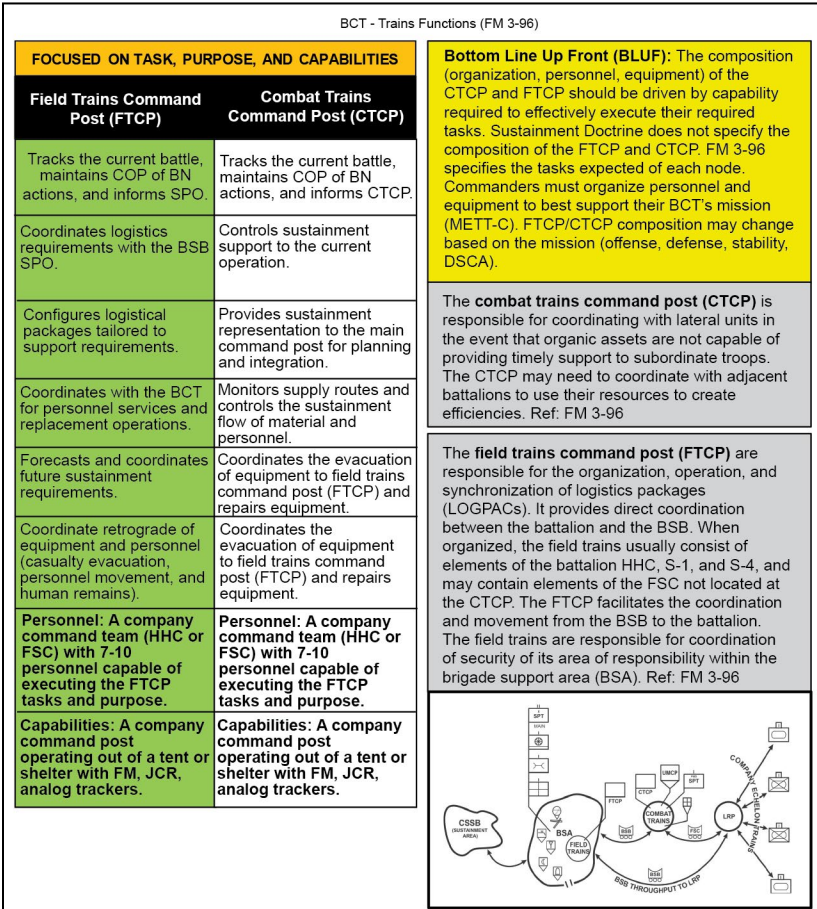 BCT - Trains Functions (FM 3-96)
FOCUSED ON TASK, PURPOSE, AND CAPABILITIES
Field Trains Command
Post (FTCP)
Combat Trains
Command Post (CTCP)
Tracks the current battle,
maintains COP of BN
actions, and informs SPO.
Tracks the current battle,
maintains COP of BN
actions, and informs CTCP.
Coordinates logistics
requirements with the BSB
SPO.
Controls sustainment
support to the current
operation.
Configures logistical
packages tailored to
support requirements.
Provides sustainment
representation to the main
command post for planning
and integration.
Coordinates with the BCT
for personnel services and
replacement operations.
Monitors supply routes and
controls the sustainment
flow of material and
personnel.
Forecasts and coordinates
future sustainment
requirements.
Coordinates the evacuation
of equipment to field trains
command post (FTCP) and
repairs equipment.
Coordinate retrograde of
equipment and personnel
(casualty evacuation,
personnel movement, and
human remains).
Coordinates the
evacuation of equipment
to field trains command
post (FTCP) and repairs
equipment.
Personnel: A company
command team (HHC or
FSC) with 7-10
personnel capable of
executing the FTCP
tasks and purpose.
Personnel: A company
command team (HHC or
FSC) with 7-10
personnel capable of
executing the FTCP
tasks and purpose.
Capabilities: A company
command post
operating out of a tent or
shelter with FM, JCR,
analog trackers.
Capabilities: A company
command post
operating out of a tent or
shelter with FM, JCR,
analog trackers.
Bottom Line Up Front (BLUF): The composition
(organization, personnel, equipment) of the
CTCP and FTCP should be driven by capability
required to effectively execute their required
tasks. Sustainment Doctrine does not specify the
composition of the FTCP and CTCP. FM 3-96
specifies the tasks expected of each node.
Commanders must organize personnel and
equipment to best support their BCT's mission
(METT-C). FTCP/CTCP composition may change
based on the mission (offense, defense, stability,
DSCA).
The combat trains command post (CTCP) is
responsible for coordinating with lateral units in
the event that organic assets are not capable of
providing timely support to subordinate troops.
The CTCP may need to coordinate with adjacent
battalions to use their resources to create
efficiencies. Ref: FM 3-96
The field trains command post (FTCP) are
responsible for the organization, operation, and
synchronization of logistics packages
(LOGPACs). It provides direct coordination
between the battalion and the BSB. When
organized, the field trains usually consist of
elements of the battalion HHC, S-1, and S-4, and
may contain elements of the FSC not located at
the CTCP. The FTCP facilitates the coordination
and movement from the BSB to the battalion.
The field trains are responsible for coordination
of security of its area of responsibility within the
brigade support area (BSA). Ref: FM 3-96
SPT
MAIN
FTCP
CTCP
UMCP
SPT
CSSB
(SUSTAINMENT
AREA)
BSA
FIELD
TRAINS
BSB
COMBAT
TRAINS
FSC
LRP
COMPANY ECHELON TRAINS
BSB
BSB THROUGHPUT TO LRP